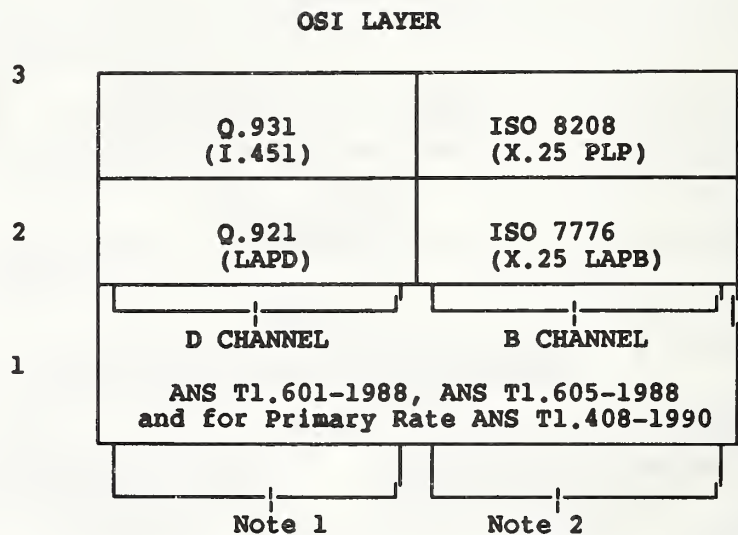 OSI LAYER
3
Q.931 ISO 8208
(I.451) (X.25 PLP)
2
Q.921 ISO 7776
(LAPD) (X.25 LAPB)
D CHANNEL B CHANNEL
1
ANS T1.601-1988, ANS T1.605-1988
and for Primary Rate ANS T1.408-1990
Note 1 Note 2